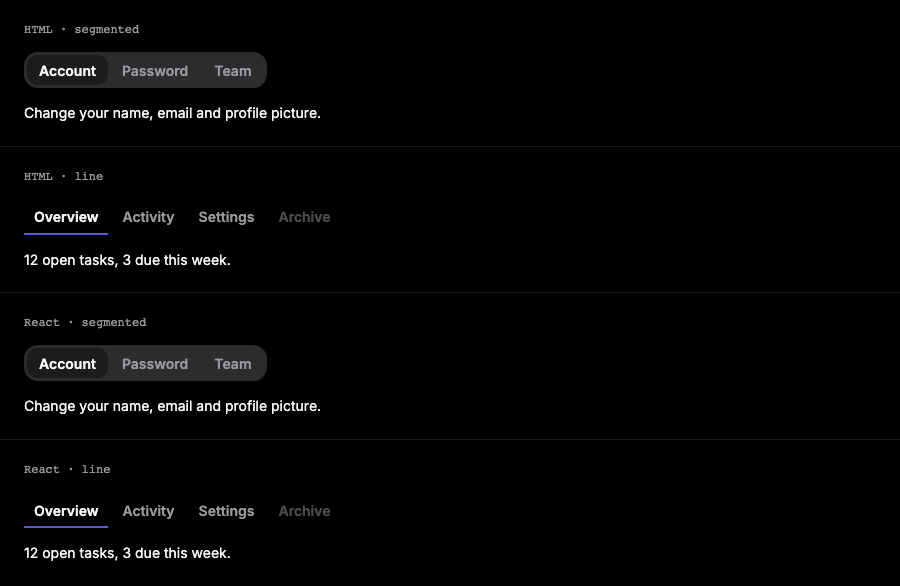 HTML · segmented
Account Password Team
Change your name, email and profile picture.
HTML · line
Overview Activity Settings Archive
12 open tasks, 3 due this week.
React · segmented
Account Password Team
Change your name, email and profile picture.
React · line
Overview Activity Settings Archive
12 open tasks, 3 due this week.